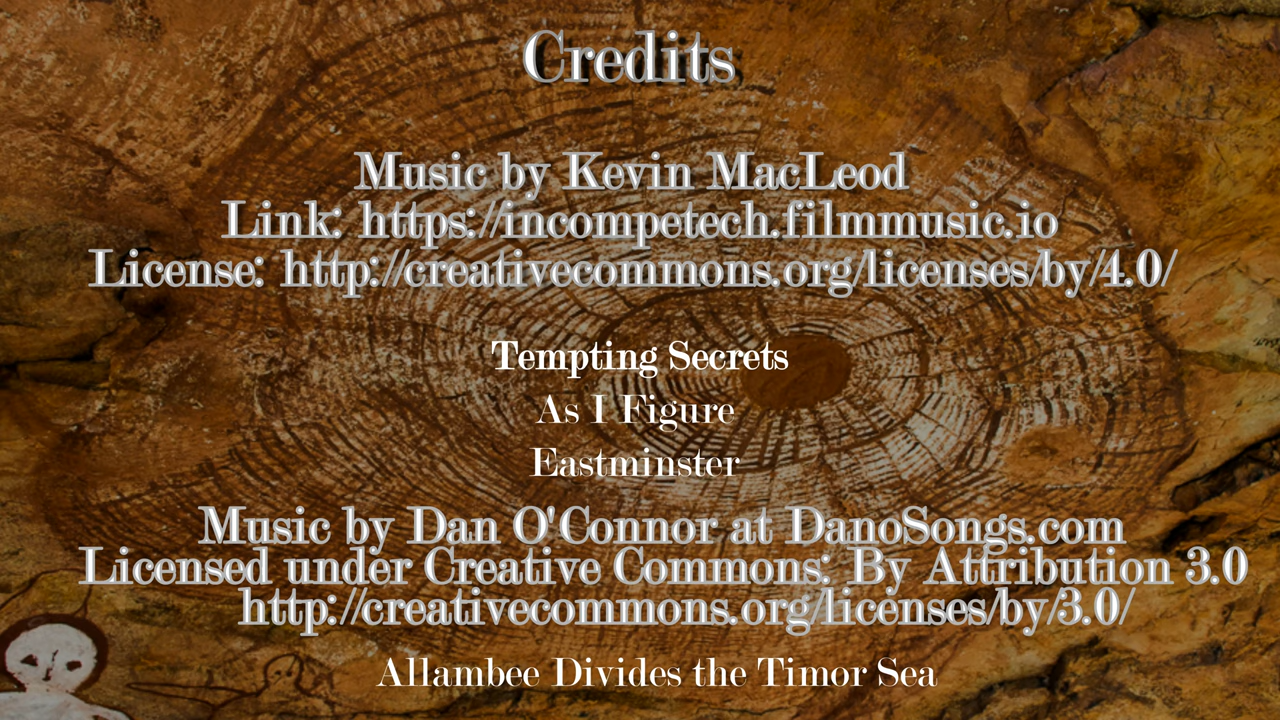 Credits
Music by Kevin MacLeod
Link: https://incompetech.filmmusic.io
License: http://creativecommons.org/licenses/by/4.0/
Tempting Secrets
As I Figure
Eastminster
Music by Dan O'Connor at DanoSongs.com
Licensed under Creative Commons: By Attribution 3.0
http://creativecommons.org/licenses/by/3.0/
Allambee Divides the Timor Sea